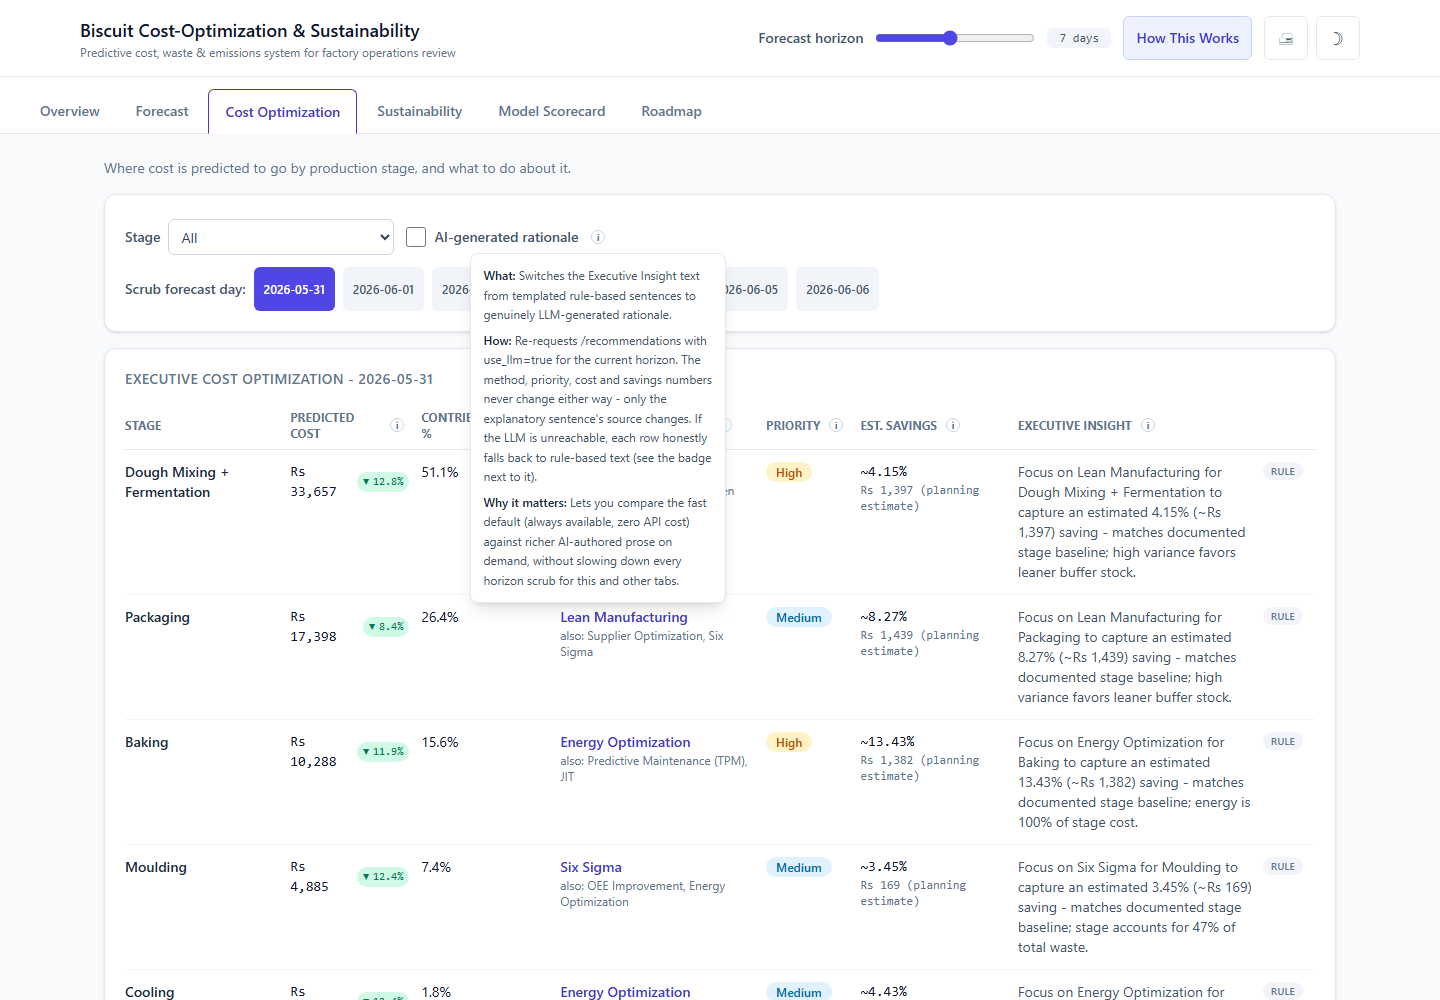 Biscuit Cost-Optimization & Sustainability
Predictive cost, waste & emissions system for factory operations review
Forecast horizon
7 days
How This Works
Overview
Forecast
Cost Optimization
Sustainability
Model Scorecard
Roadmap
Where cost is predicted to go by production stage, and what to do about it.
Stage
All
AI-generated rationale
i
Scrub forecast day:
2026-05-31
2026-06-01
2026-
26-06-05
2026-06-06
What: Switches the Executive Insight text
from templated rule-based sentences to
genuinely LLM-generated rationale.
How: Re-requests /recommendations with
use_llm=true for the current horizon. The
method, priority, cost and savings numbers
never change either way - only the
explanatory sentence's source changes. If
the LLM is unreachable, each row honestly
falls back to rule-based text (see the badge
next to it).
Why it matters: Lets you compare the fast
default (always available, zero API cost)
against richer AI-authored prose on
demand, without slowing down every
horizon scrub for this and other tabs.
EXECUTIVE COST OPTIMIZATION - 2026-05-31
STAGE
PREDICTED
COST
i
%
PRIORITY i
EST. SAVINGS i
EXECUTIVE INSIGHT i
Dough Mixing +
Fermentation
Rs
33,657
▼ 12.8%
51.1%
en
High
~4.15%
Rs 1,397 (planning
estimate)
Focus on Lean Manufacturing for
Dough Mixing + Fermentation to
capture an estimated 4.15% (~Rs
1,397) saving - matches documented
stage baseline; high variance favors
leaner buffer stock.
RULE
Packaging
Rs
17,398
▼ 8.4%
26.4%
Lean Manufacturing
also: Supplier Optimization, Six
Sigma
Medium
~8.27%
Rs 1,439 (planning
estimate)
Focus on Lean Manufacturing for
Packaging to capture an estimated
8.27% (~Rs 1,439) saving - matches
documented stage baseline; high
variance favors leaner buffer stock.
RULE
Baking
Rs
10,288
▼ 11.9%
15.6%
Energy Optimization
also: Predictive Maintenance (TPM),
JIT
High
~13.43%
Rs 1,382 (planning
estimate)
Focus on Energy Optimization for
Baking to capture an estimated
13.43% (~Rs 1,382) saving - matches
documented stage baseline; energy is
100% of stage cost.
RULE
Moulding
Rs
4,885
▼ 12.4%
7.4%
Six Sigma
also: OEE Improvement, Energy
Optimization
Medium
~3.45%
Rs 169 (planning
estimate)
Focus on Six Sigma for Moulding to
capture an estimated 3.45% (~Rs 169)
saving - matches documented stage
baseline; stage accounts for 47% of
total waste.
RULE
Cooling
Rs
1.8%
Energy Optimization
Medium
~4.43%
Focus on Energy Optimization for
RULE